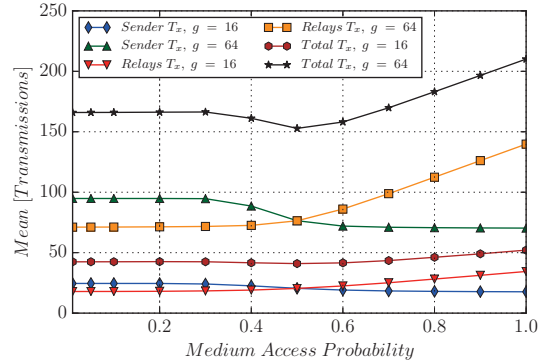 250
200
150
100
50
0
Mean [Transmissions]
Sender Tx, g = 16
Sender Tx, g = 64
Relays Tx, g = 16
Relays Tx, g = 64
Total Tx, g = 16
Total Tx, g = 64
0.2 0.4 0.6 0.8 1.0
Medium Access Probability